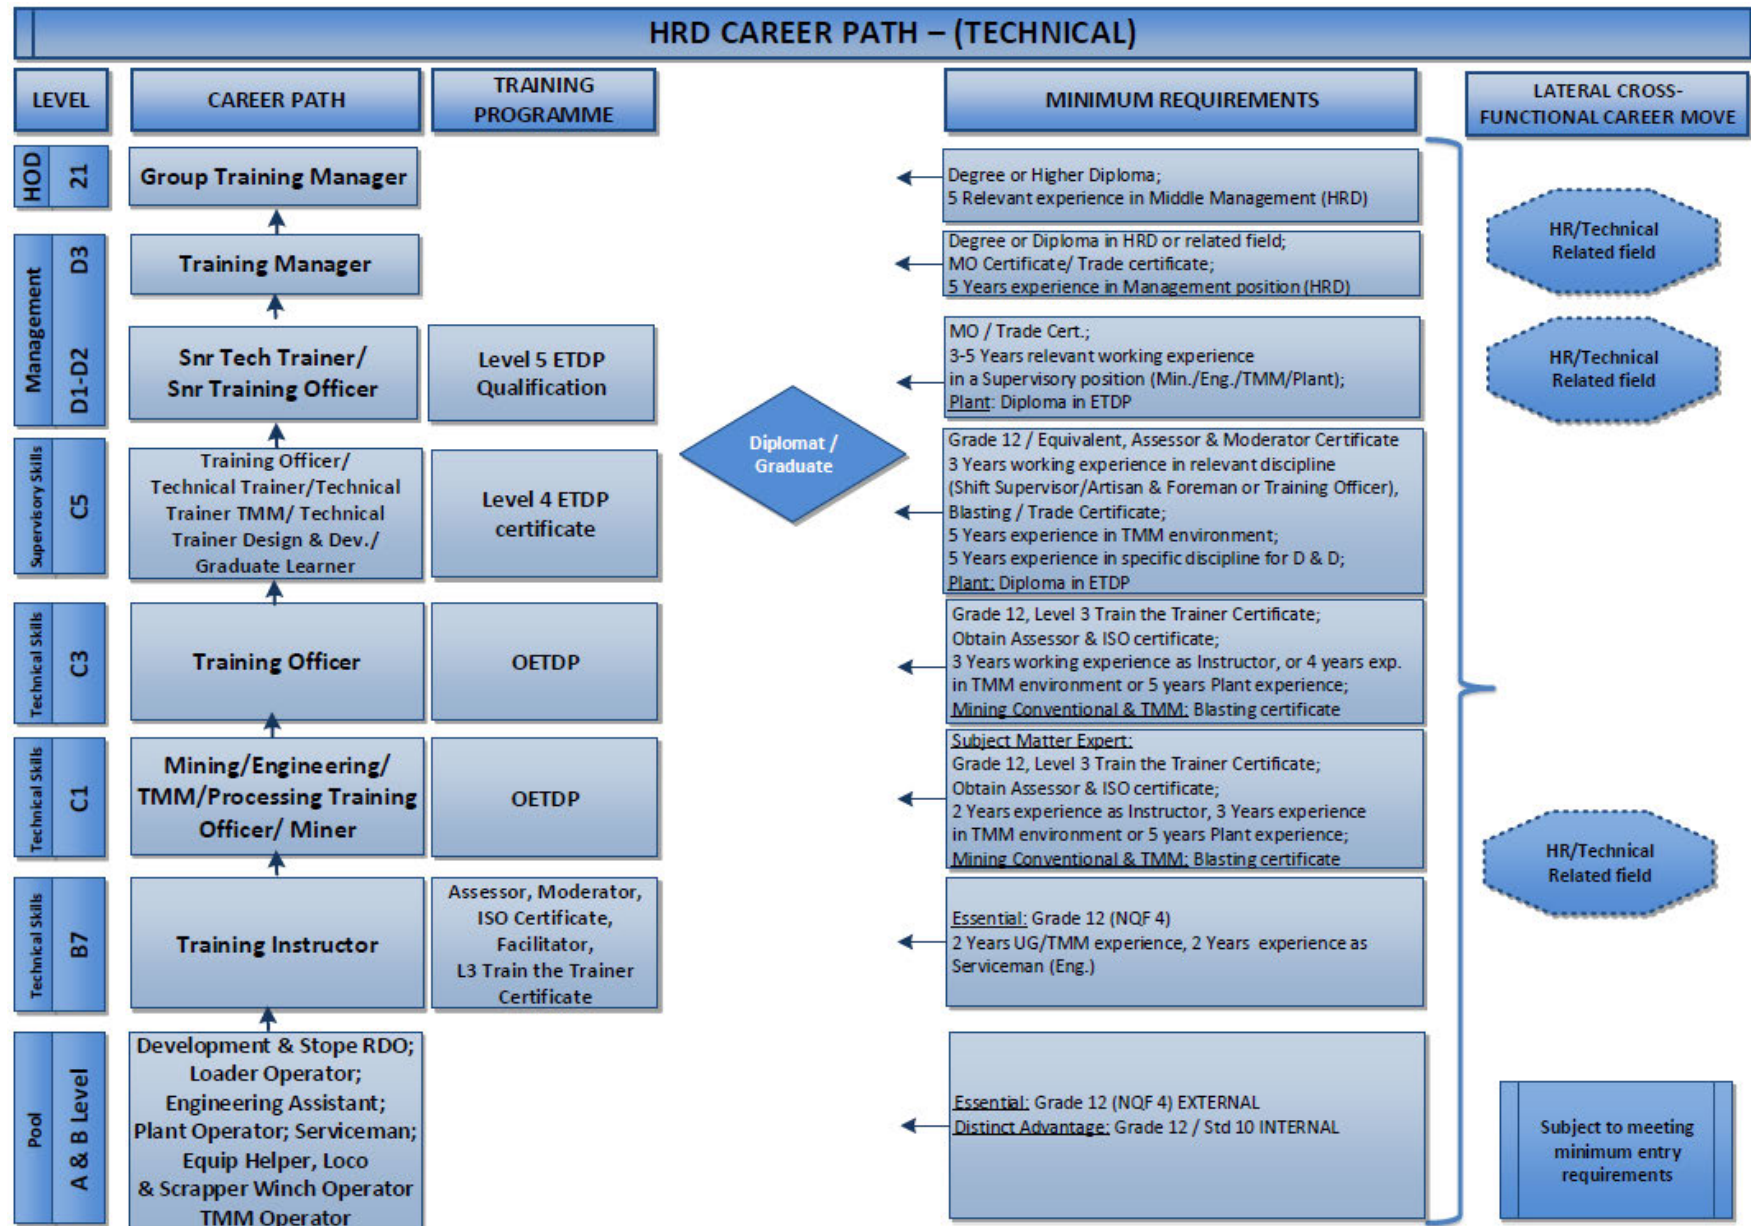 HRD CAREER PATH – (TECHNICAL)
LEVEL
CAREER PATH
TRAINING
PROGRAMME
MINIMUM REQUIREMENTS
LATERAL CROSS-
FUNCTIONAL CAREER MOVE
HOD
21
Group Training Manager
Degree or Higher Diploma;
5 Relevant experience in Middle Management (HRD)
HR/Technical
Related field
Management
D3
Training Manager
Degree or Diploma in HRD or related field;
MO Certificate/ Trade certificate;
5 Years experience in Management position (HRD)
D1-D2
Snr Tech Trainer/
Snr Training Officer
Level 5 ETDP
Qualification
MO / Trade Cert.;
3-5 Years relevant working experience
in a Supervisory position (Min./Eng./TMM/Plant);
Plant: Diploma in ETDP
HR/Technical
Related field
Diplomat /
Graduate
Supervisory Skills
C5
Training Officer/
Technical Trainer/Technical
Trainer TMM/ Technical
Trainer Design & Dev./
Graduate Learner
Level 4 ETDP
certificate
Grade 12 / Equivalent, Assessor & Moderator Certificate
3 Years working experience in relevant discipline
(Shift Supervisor/Artisan & Foreman or Training Officer),
Blasting / Trade Certificate;
5 Years experience in TMM environment;
5 Years experience in specific discipline for D & D;
Plant: Diploma in ETDP
Technical Skills
C3
Training Officer
OETDP
Grade 12, Level 3 Train the Trainer Certificate;
Obtain Assessor & ISO certificate;
3 Years working experience as Instructor, or 4 years exp.
in TMM environment or 5 years Plant experience;
Mining Conventional & TMM: Blasting certificate
Technical Skills
C1
Mining/Engineering/
TMM/Processing Training
Officer/ Miner
OETDP
Subject Matter Expert:
Grade 12, Level 3 Train the Trainer Certificate;
Obtain Assessor & ISO certificate;
2 Years experience as Instructor, 3 Years experience
in TMM environment or 5 years Plant experience;
Mining Conventional & TMM: Blasting certificate
HR/Technical
Related field
Technical Skills
B7
Training Instructor
Assessor, Moderator,
ISO Certificate,
Facilitator,
L3 Train the Trainer
Certificate
Essential: Grade 12 (NQF 4)
2 Years UG/TMM experience, 2 Years experience as
Serviceman (Eng.)
Pool
A & B Level
Development & Stope RDO;
Loader Operator;
Engineering Assistant;
Plant Operator; Serviceman;
Equip Helper, Loco
& Scrapper Winch Operator
TMM Operator
Essential: Grade 12 (NQF 4) EXTERNAL
Distinct Advantage: Grade 12 / Std 10 INTERNAL
Subject to meeting
minimum entry
requirements